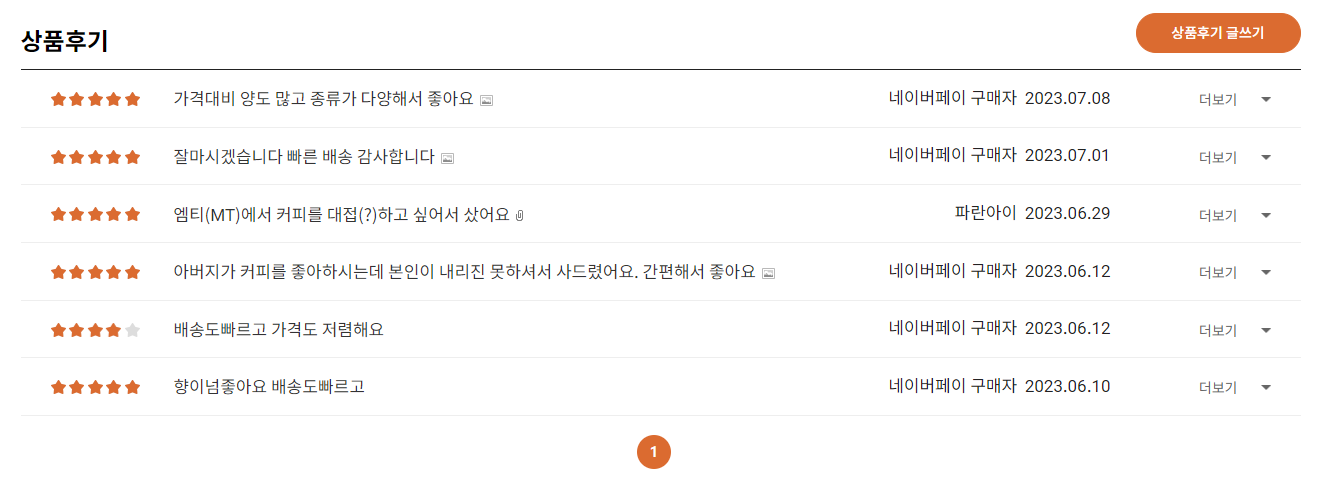 상품후기
상품후기 글쓰기
가격대비 양도 많고 종류가 다양해서 좋아요 네이버페이 구매자 2023.07.08 더보기
잘마시겠습니다 빠른 배송 감사합니다 네이버페이 구매자 2023.07.01 더보기
엠티(MT)에서 커피를 대접(?)하고 싶어서 샀어요 파란아이 2023.06.29 더보기
아버지가 커피를 좋아하시는데 본인이 내리진 못하셔서 사드렸어요. 간편해서 좋아요 네이버페이 구매자 2023.06.12 더보기
배송도빠르고 가격도 저렴해요 네이버페이 구매자 2023.06.12 더보기
향이넘좋아요 배송도빠르고 네이버페이 구매자 2023.06.10 더보기
1